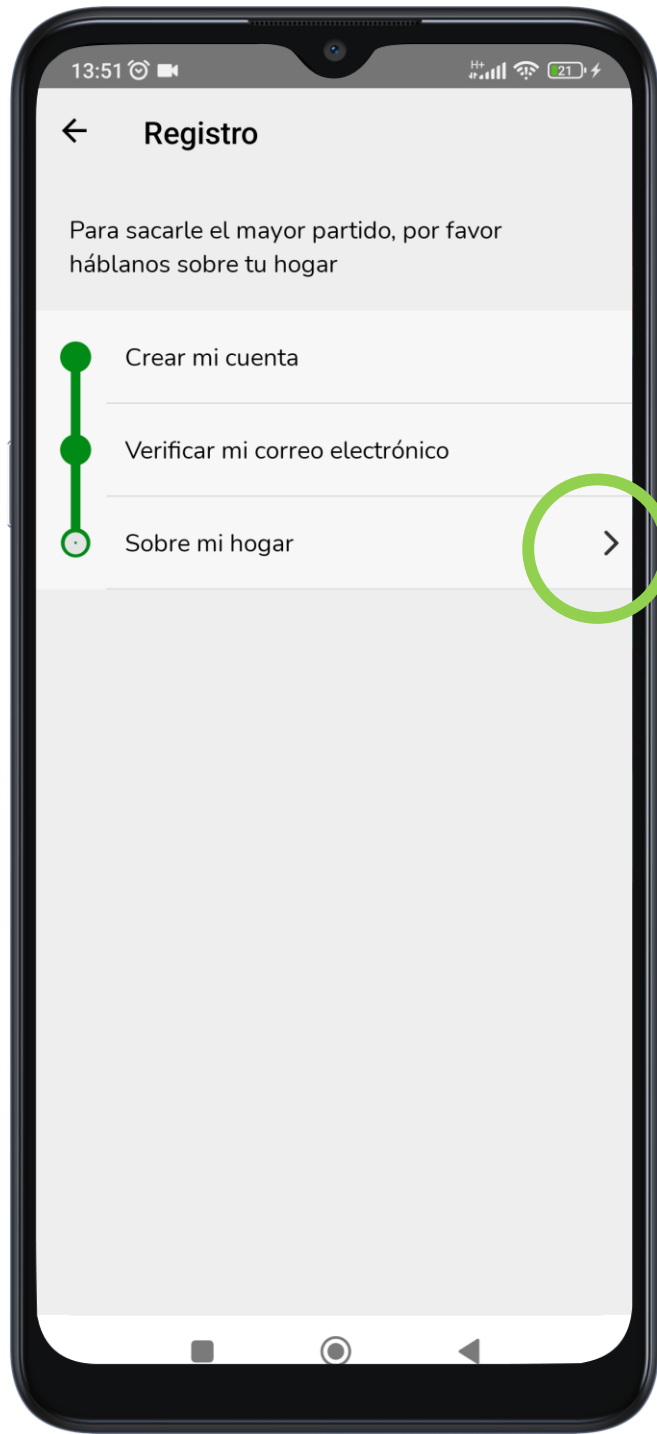 13:51
H+
21
Registro
Para sacarle el mayor partido, por favor
háblanos sobre tu hogar
Crear mi cuenta
Verificar mi correo electrónico
Sobre mi hogar